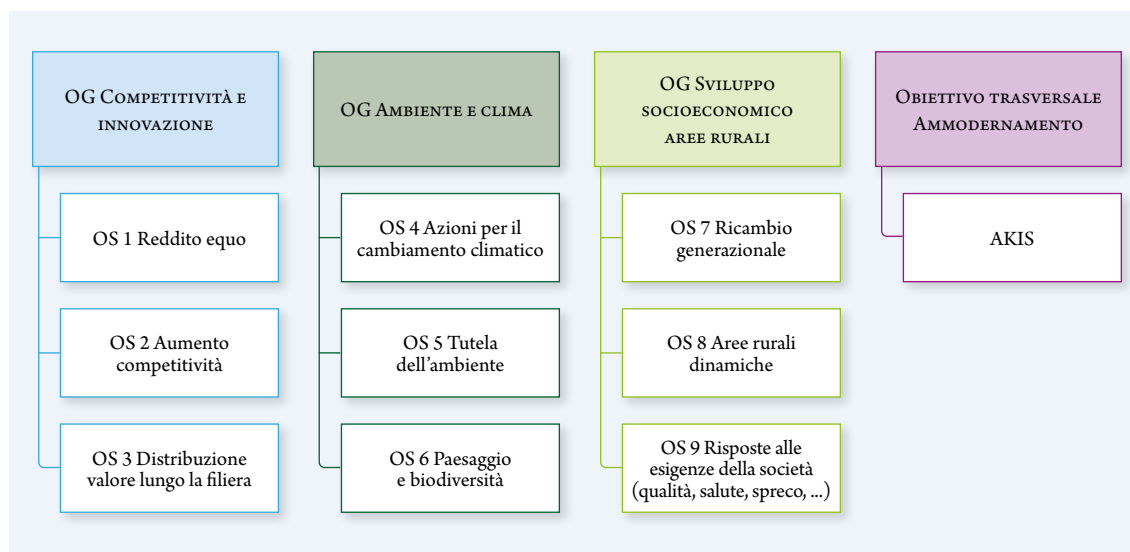 OG Competitività e
innovazione
OS 1 Reddito equo
OS 2 Aumento
competitività
OS 3 Distribuzione
valore lungo la filiera
OG Ambiente e clima
OS 4 Azioni per il
cambiamento climatico
OS 5 Tutela
dell’ambiente
OS 6 Paesaggio
e biodiversità
OG Sviluppo
socioeconomico
aree rurali
OS 7 Ricambio
generazionale
OS 8 Aree rurali
dinamiche
OS 9 Risposte alle
esigenze della società
(qualità, salute, spreco, ...)
Obiettivo trasversale
Ammodernamento
AKIS